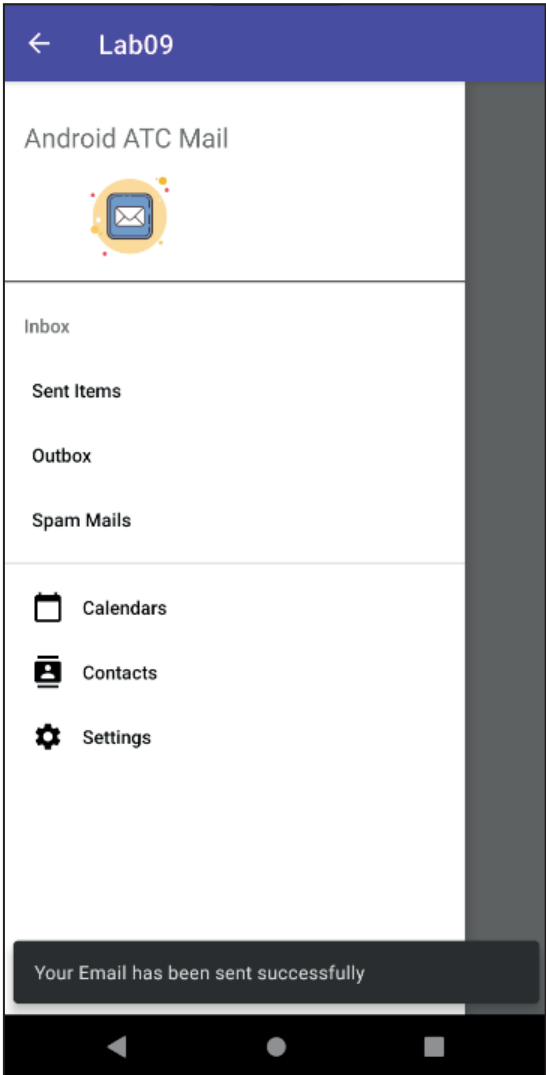 Lab09
Android ATC Mail
Inbox
Sent Items
Outbox
Spam Mails
Calendars
Contacts
Settings
Your Email has been sent successfully